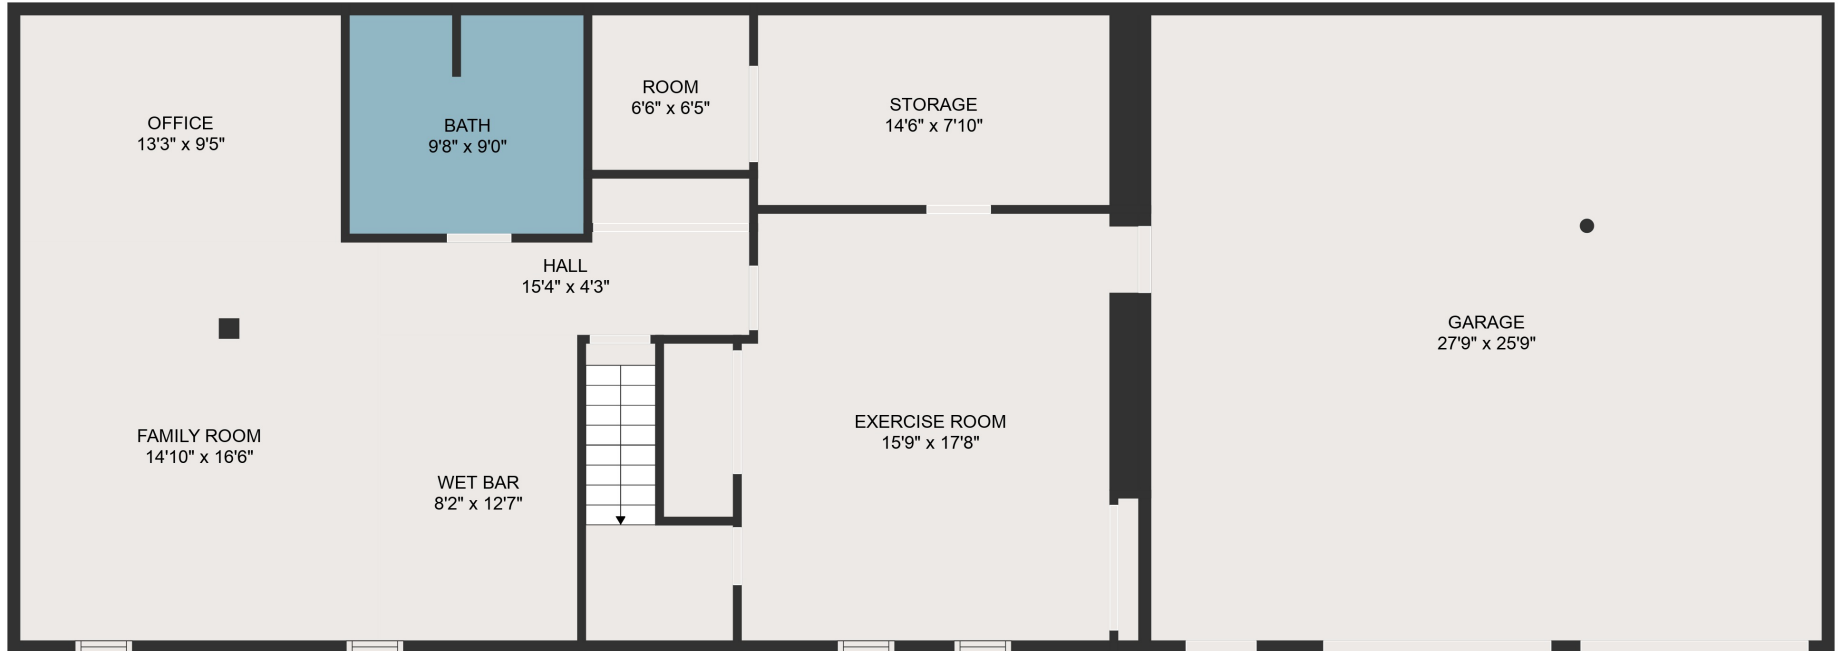 OFFICE
13'3" x 9'5"
BATH
9'8" x 9'0"
ROOM
6'6" x 6'5"
STORAGE
14'6" x 7'10"
HALL
15'4" x 4'3"
GARAGE
27'9" x 25'9"
FAMILY ROOM
14'10" x 16'6"
WET BAR
8'2" x 12'7"
EXERCISE ROOM
15'9" x 17'8"